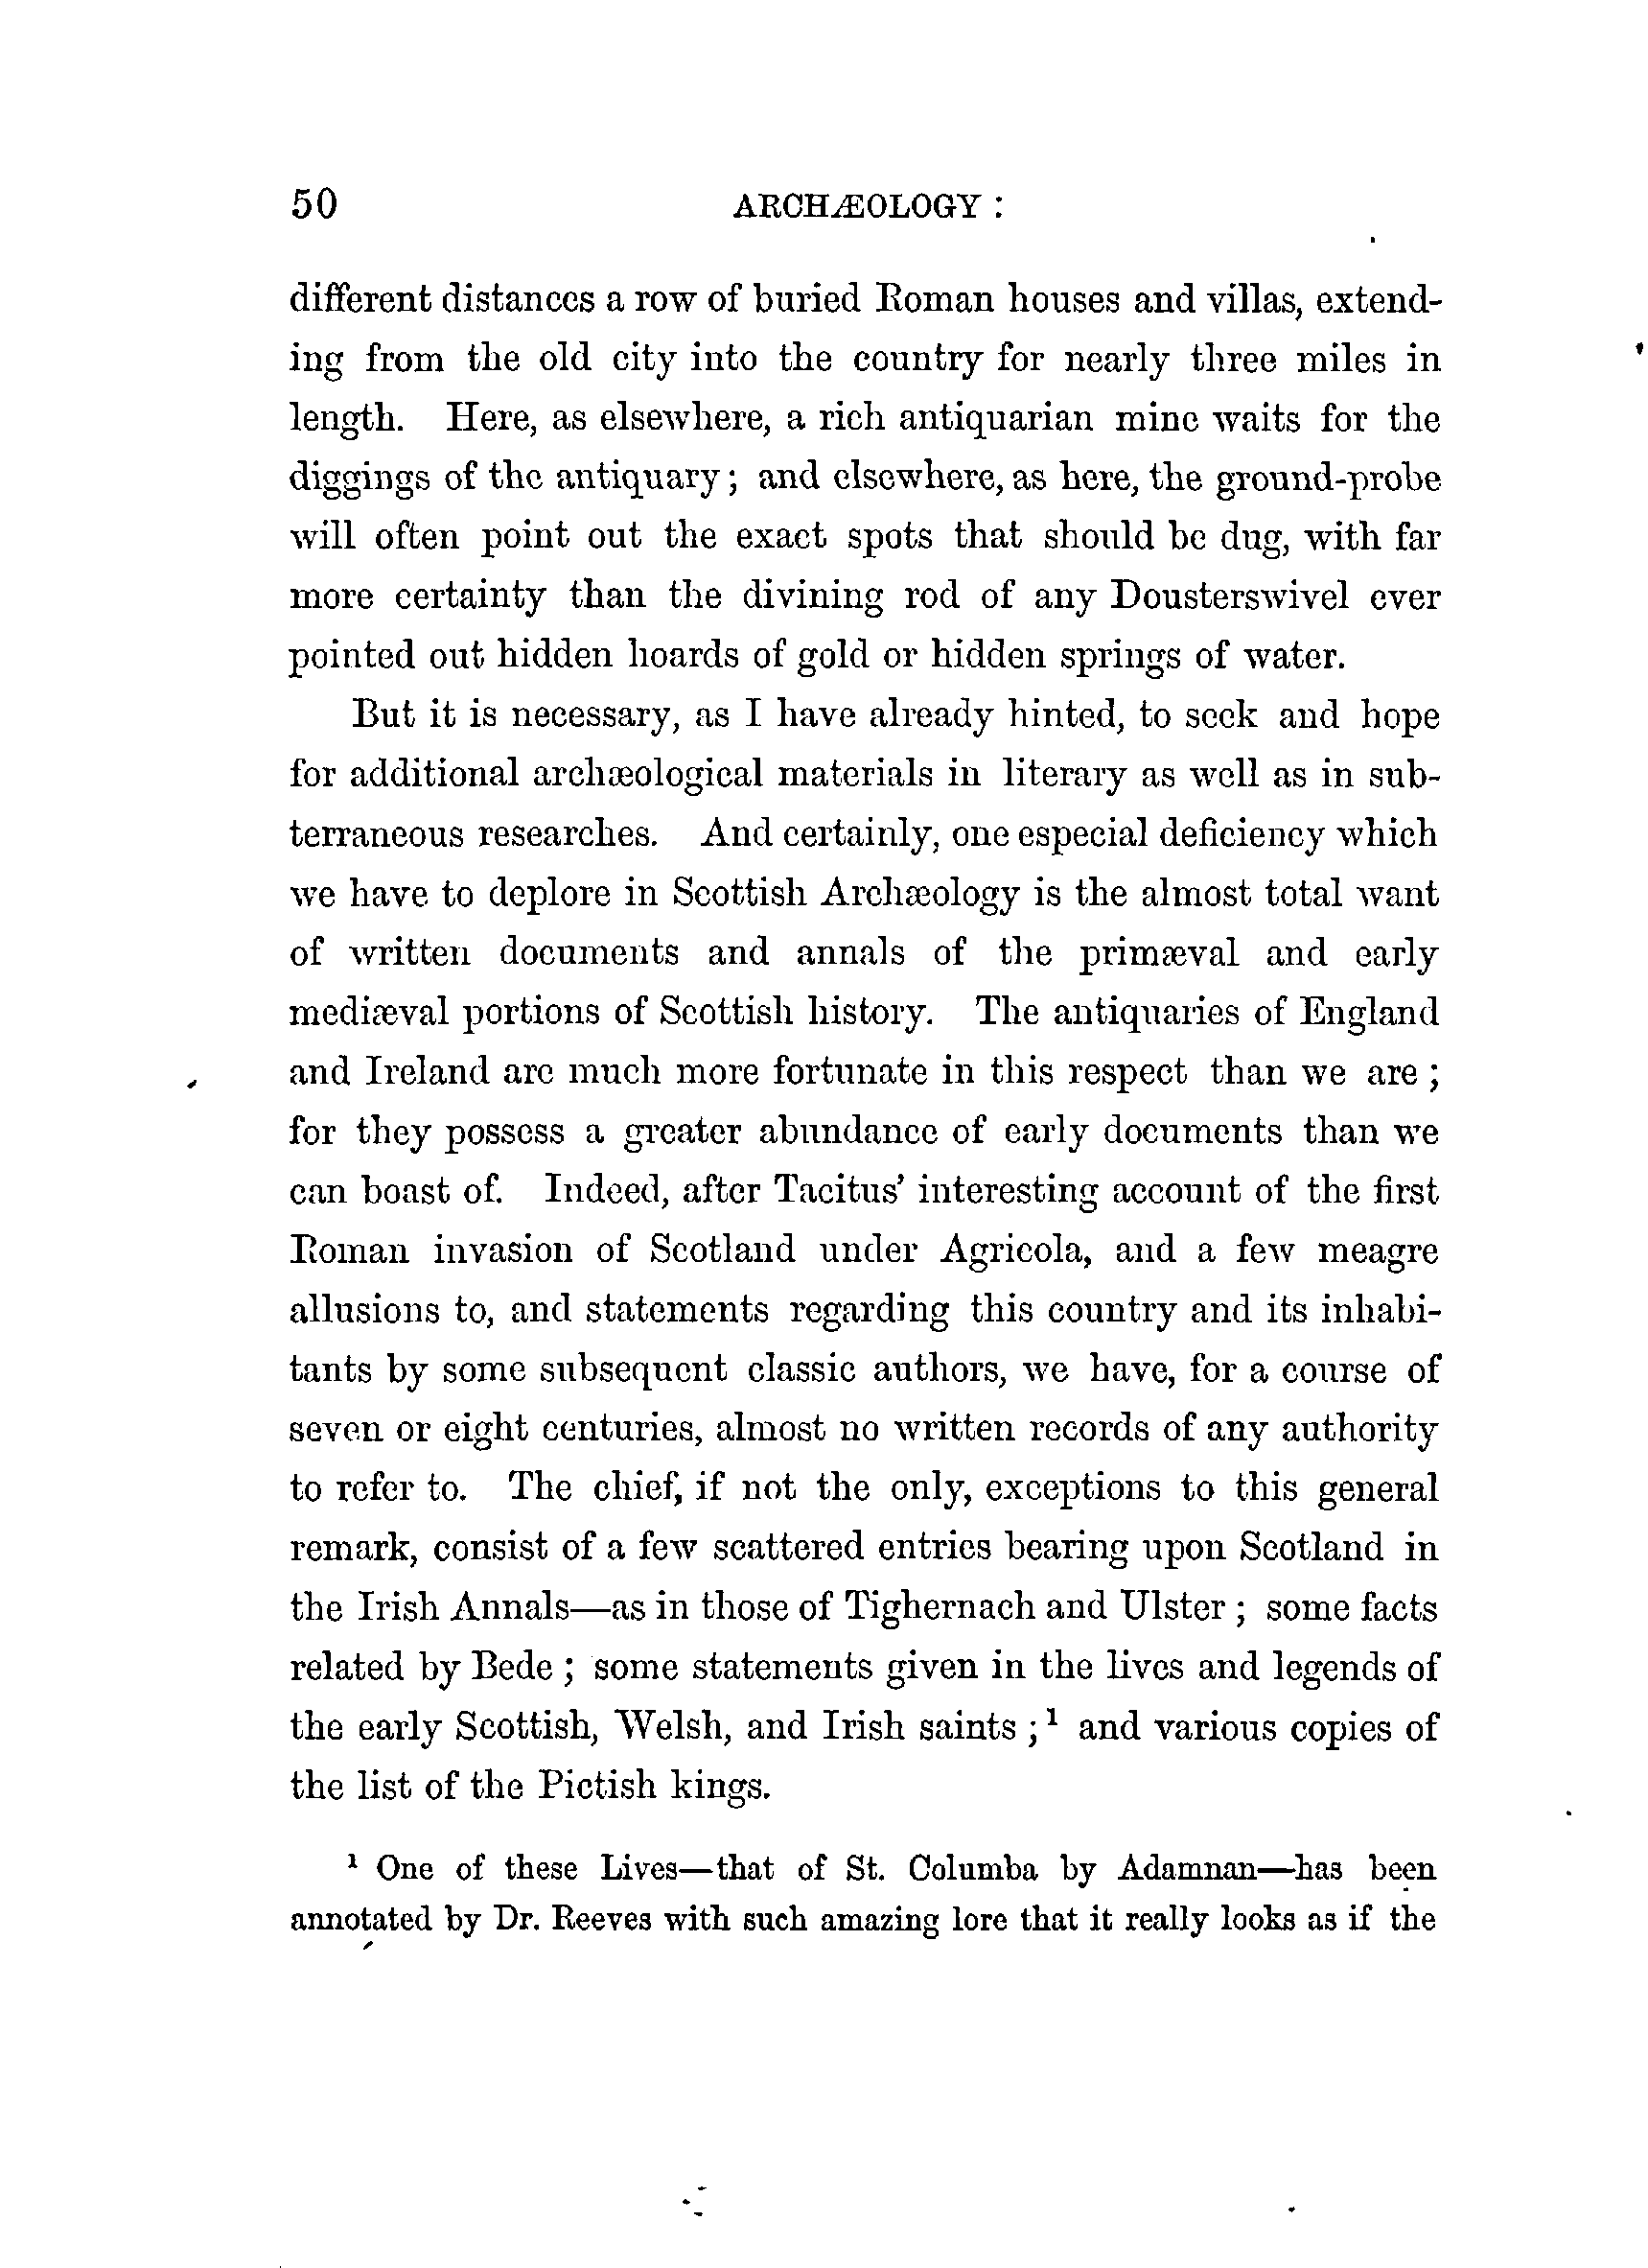 50 ARCHÆOLOGY :
different distances a row of buried Roman houses and villas, extend-
ing from the old city into the country for nearly three miles in
length. Here, as elsewhere, a rich antiquarian mine waits for the
diggings of the antiquary ; and elsewhere, as here, the ground-probe
will often point out the exact spots that should be dug, with far
more certainty than the divining rod of any Dousterswivel ever
pointed out hidden hoards of gold or hidden springs of water.
But it is necessary, as I have already hinted, to seek and hope
for additional archæological materials in literary as well as in sub-
terraneous researches. And certainly, one especial deficiency which
we have to deplore in Scottish Archæology is the almost total want
of written documents and annals of the primæval and early
mediæval portions of Scottish history. The antiquaries of England
and Ireland are much more fortunate in this respect than we are ;
for they possess a greater abundance of early documents than we
can boast of. Indeed, after Tacitus' interesting account of the first
Roman invasion of Scotland under Agricola, and a few meagre
allusions to, and statements regarding this country and its inhabi-
tants by some subsequent classic authors, we have, for a course of
seven or eight centuries, almost no written records of any authority
to refer to. The chief, if not the only, exceptions to this general
remark, consist of a few scattered entries bearing upon Scotland in
the Irish Annals—as in those of Tighernach and Ulster ; some facts
related by Bede ; some statements given in the lives and legends of
the early Scottish, Welsh, and Irish saints ;¹ and various copies of
the list of the Pictish kings.
¹ One of these Lives—that of St. Columba by Adamnan—has been
annotated by Dr. Reeves with such amazing lore that it really looks as if the